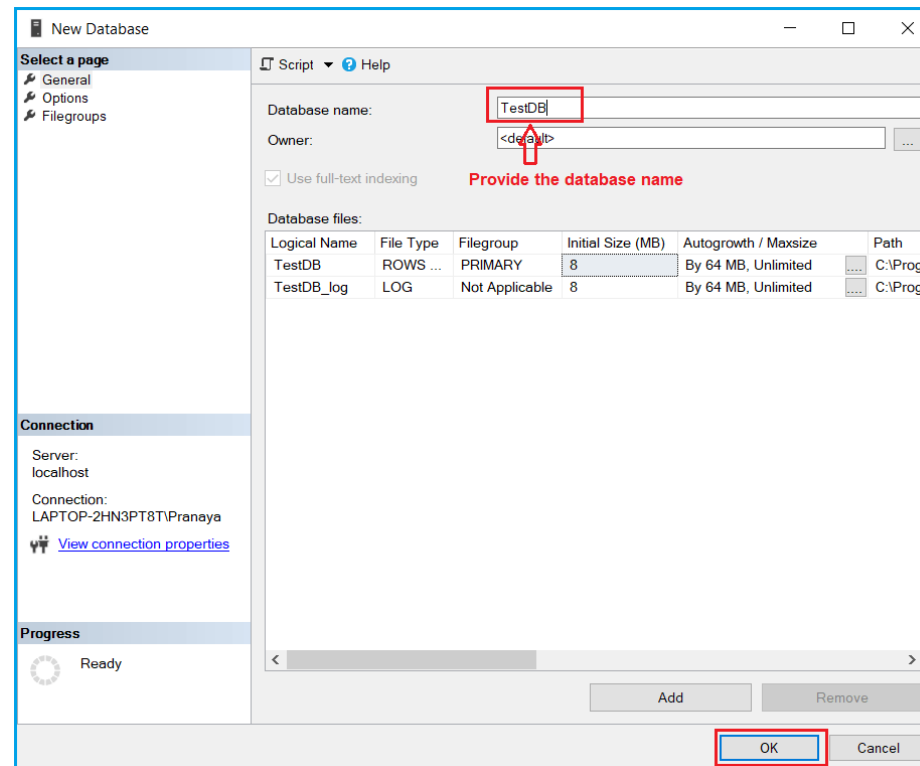 New Database
Select a page
General
Options
Filegroups
Script Help
Database name: TestDB
Owner: <default> ...
Use full-text indexing
Provide the database name
Database files:
Logical Name File Type Filegroup Initial Size (MB) Autogrowth / Maxsize Path
TestDB ROWS ... PRIMARY 8 By 64 MB, Unlimited .... C:\Prog
TestDB_log LOG Not Applicable 8 By 64 MB, Unlimited .... C:\Prog
Connection
Server:
localhost
Connection:
LAPTOP-2HN3PT8T\Pranaya
View connection properties
Progress
Ready
Add Remove
OK Cancel